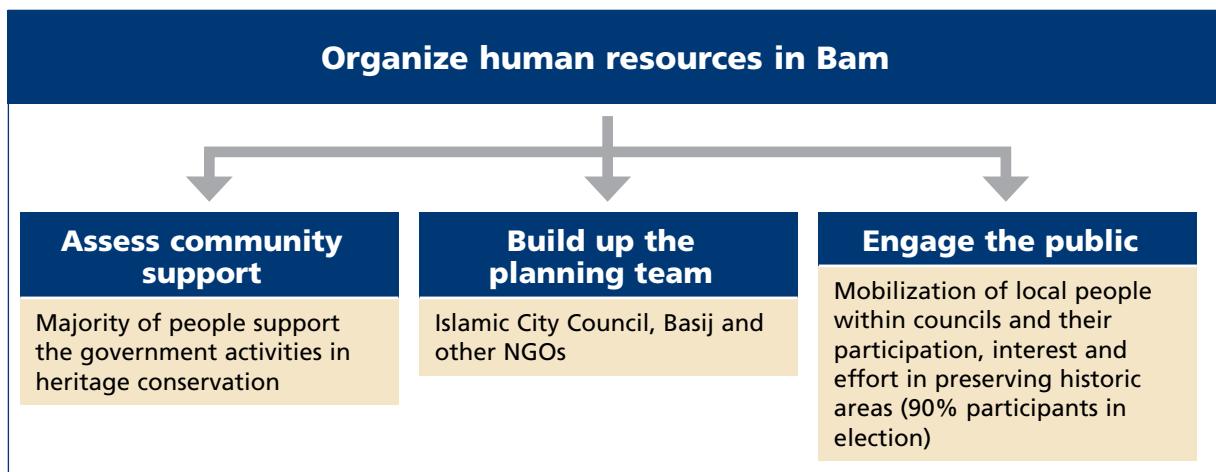 Organize human resources in Bam
Assess community
support
Majority of people support
the government activities in
heritage conservation
Build up the
planning team
Islamic City Council, Basij and
other NGOs
Engage the public
Mobilization of local people
within councils and their
participation, interest and
effort in preserving historic
areas (90% participants in
election)